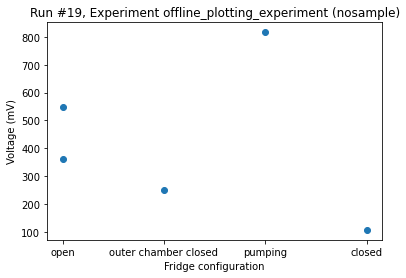 Run #19, Experiment offline_plotting_experiment (nosample)
800
700
600
500
400
300
200
100
Voltage (mV)
open outer chamber closed pumping closed
Fridge configuration